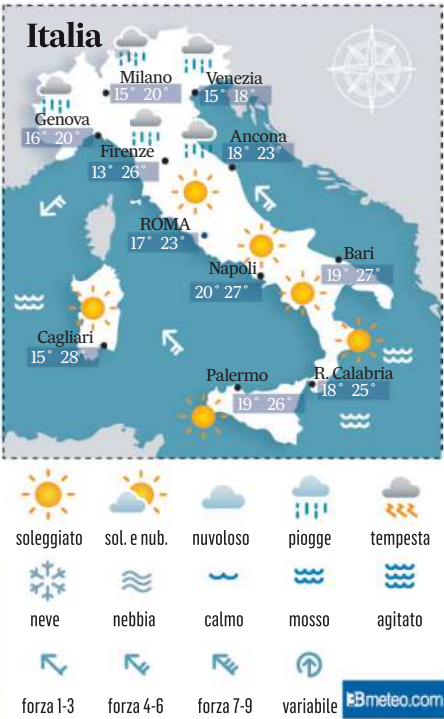 Italia
Milano
15° 20°
Venezia
15° 18°
Genova
16° 20°
Firenze
13° 26°
Ancona
18° 23°
ROMA
17° 23°
Napoli
20° 27°
Bari
19° 27°
Cagliari
15° 28°
Palermo
19° 26°
R. Calabria
18° 25°
soleggiato sol. e nub. nuvoloso piogge tempesta
neve nebbia calmo mosso agitato
forza 1-3 forza 4-6 forza 7-9 variabile
3Bmeteo.com